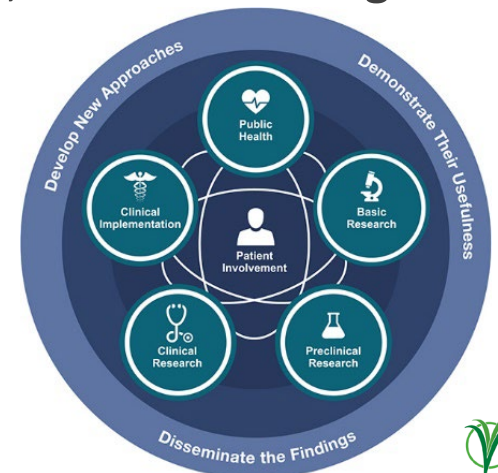 Develop New Approaches
Demonstrate Their Usefulness
Public
Health
Clinical
Implementation
Basic
Research
Patient
Involvement
Clinical
Research
Preclinical
Research
Disseminate the Findings